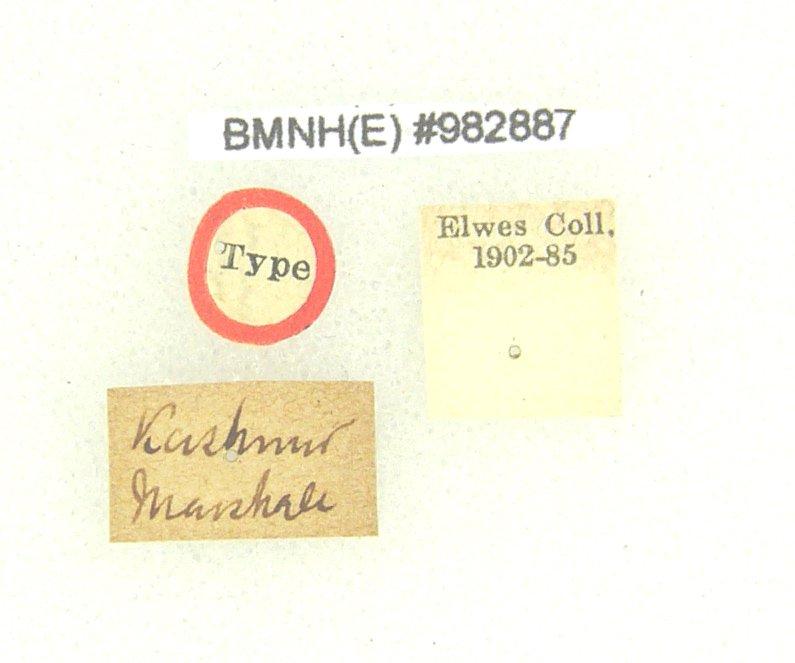 BMNH(E) #982887
Type
Elwes Coll,
1902-85
Kashmir
Marshall